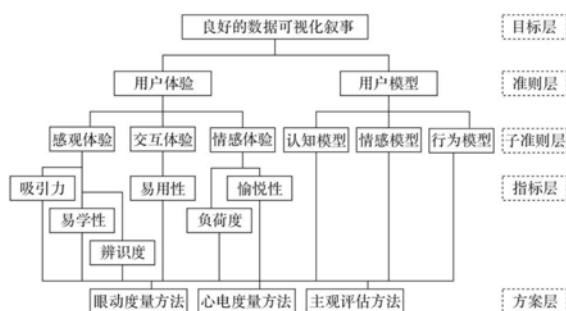 良好的数据可视化叙事
目标层
用户体验
用户模型
准则层
感观体验
交互体验
情感体验
认知模型
情感模型
行为模型
子准则层
吸引力
易用性
愉悦性
指标层
易学性
负荷度
辨识度
眼动度量方法
心电度量方法
主观评估方法
方案层